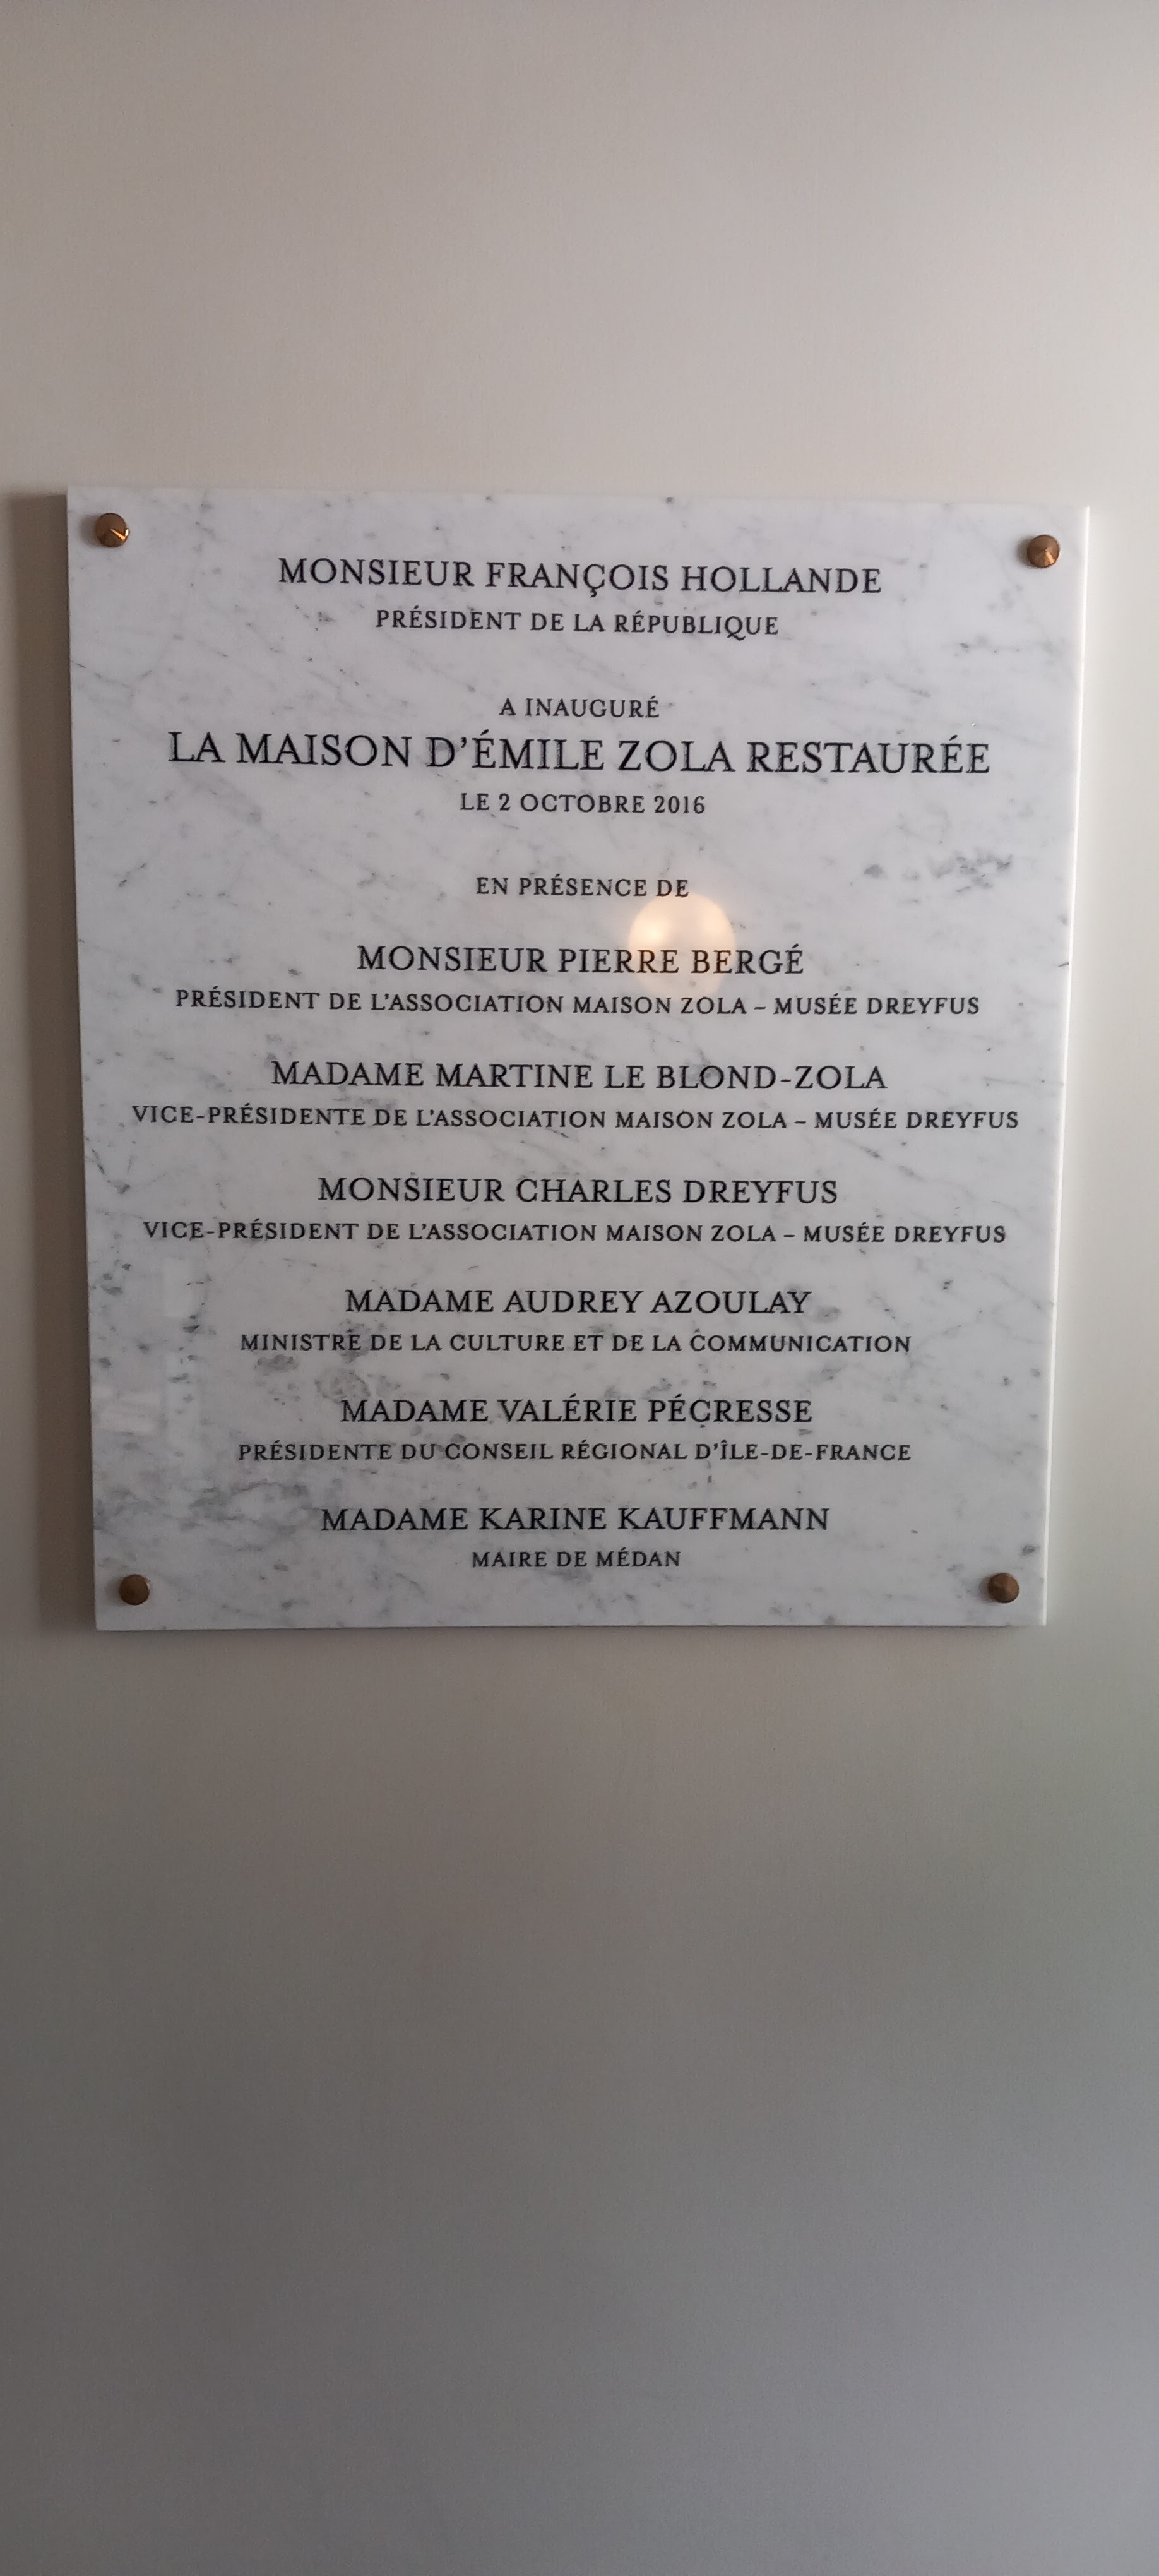 MONSIEUR FRANÇOIS HOLLANDE
PRÉSIDENT DE LA RÉPUBLIQUE
A INAUGURÉ
LA MAISON D'ÉMILE ZOLA RESTAURÉE
LE 2 OCTOBRE 2016
EN PRÉSENCE DE
MONSIEUR PIERRE BERGÉ
PRÉSIDENT DE L'ASSOCIATION MAISON ZOLA – MUSÉE DREYFUS
MADAME MARTINE LE BLOND-ZOLA
VICE-PRÉSIDENTE DE L'ASSOCIATION MAISON ZOLA – MUSÉE DREYFUS
MONSIEUR CHARLES DREYFUS
VICE-PRÉSIDENT DE L'ASSOCIATION MAISON ZOLA – MUSÉE DREYFUS
MADAME AUDREY AZOULAY
MINISTRE DE LA CULTURE ET DE LA COMMUNICATION
MADAME VALÉRIE PÉCRESSE
PRÉSIDENTE DU CONSEIL RÉGIONAL D'ÎLE-DE-FRANCE
MADAME KARINE KAUFFMANN
MAIRE DE MÉDAN